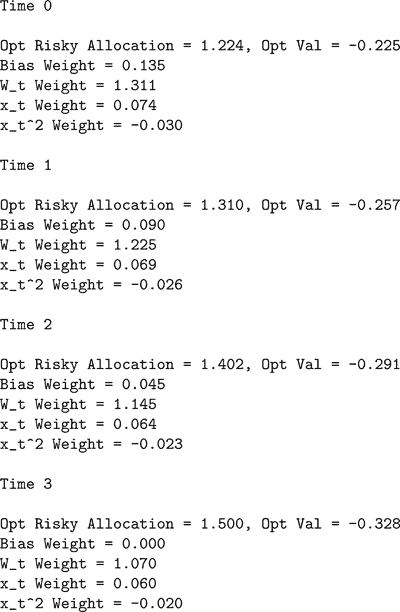 Time 0
Opt Risky Allocation = 1.224, Opt Val = -0.225
Bias Weight = 0.135
W_t Weight = 1.311
x_t Weight = 0.074
x_t^2 Weight = -0.030
Time 1
Opt Risky Allocation = 1.310, Opt Val = -0.257
Bias Weight = 0.090
W_t Weight = 1.225
x_t Weight = 0.069
x_t^2 Weight = -0.026
Time 2
Opt Risky Allocation = 1.402, Opt Val = -0.291
Bias Weight = 0.045
W_t Weight = 1.145
x_t Weight = 0.064
x_t^2 Weight = -0.023
Time 3
Opt Risky Allocation = 1.500, Opt Val = -0.328
Bias Weight = 0.000
W_t Weight = 1.070
x_t Weight = 0.060
x_t^2 Weight = -0.020